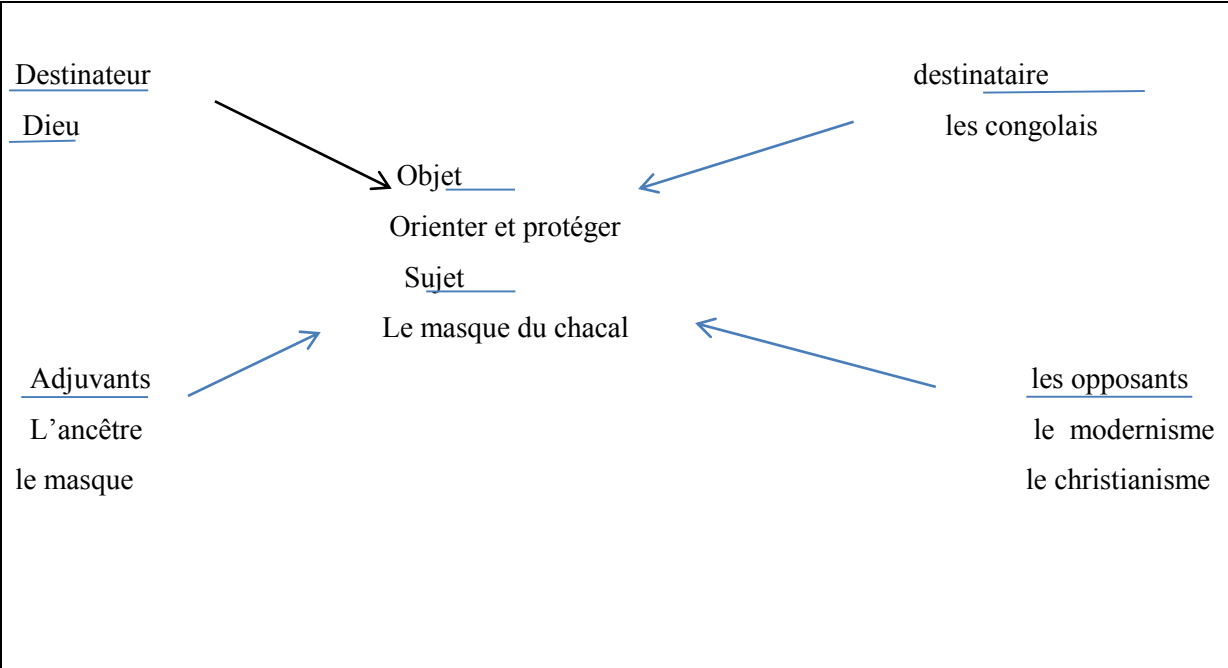 Destinateur
destinataire
Dieu
les congolais
Objet
Orienter et protéger
Sujet
Le masque du chacal
Adjuvants
les opposants
L’ancêtre
le modernisme
le masque
le christianisme